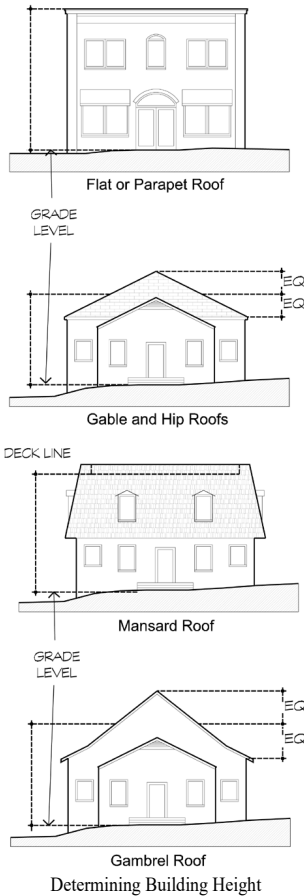 Flat or Parapet Roof
GRADE
LEVEL
EQ
EQ
Gable and Hip Roofs
DECK LINE
Mansard Roof
GRADE
LEVEL
EQ
EQ
Gambrel Roof
Determining Building Height